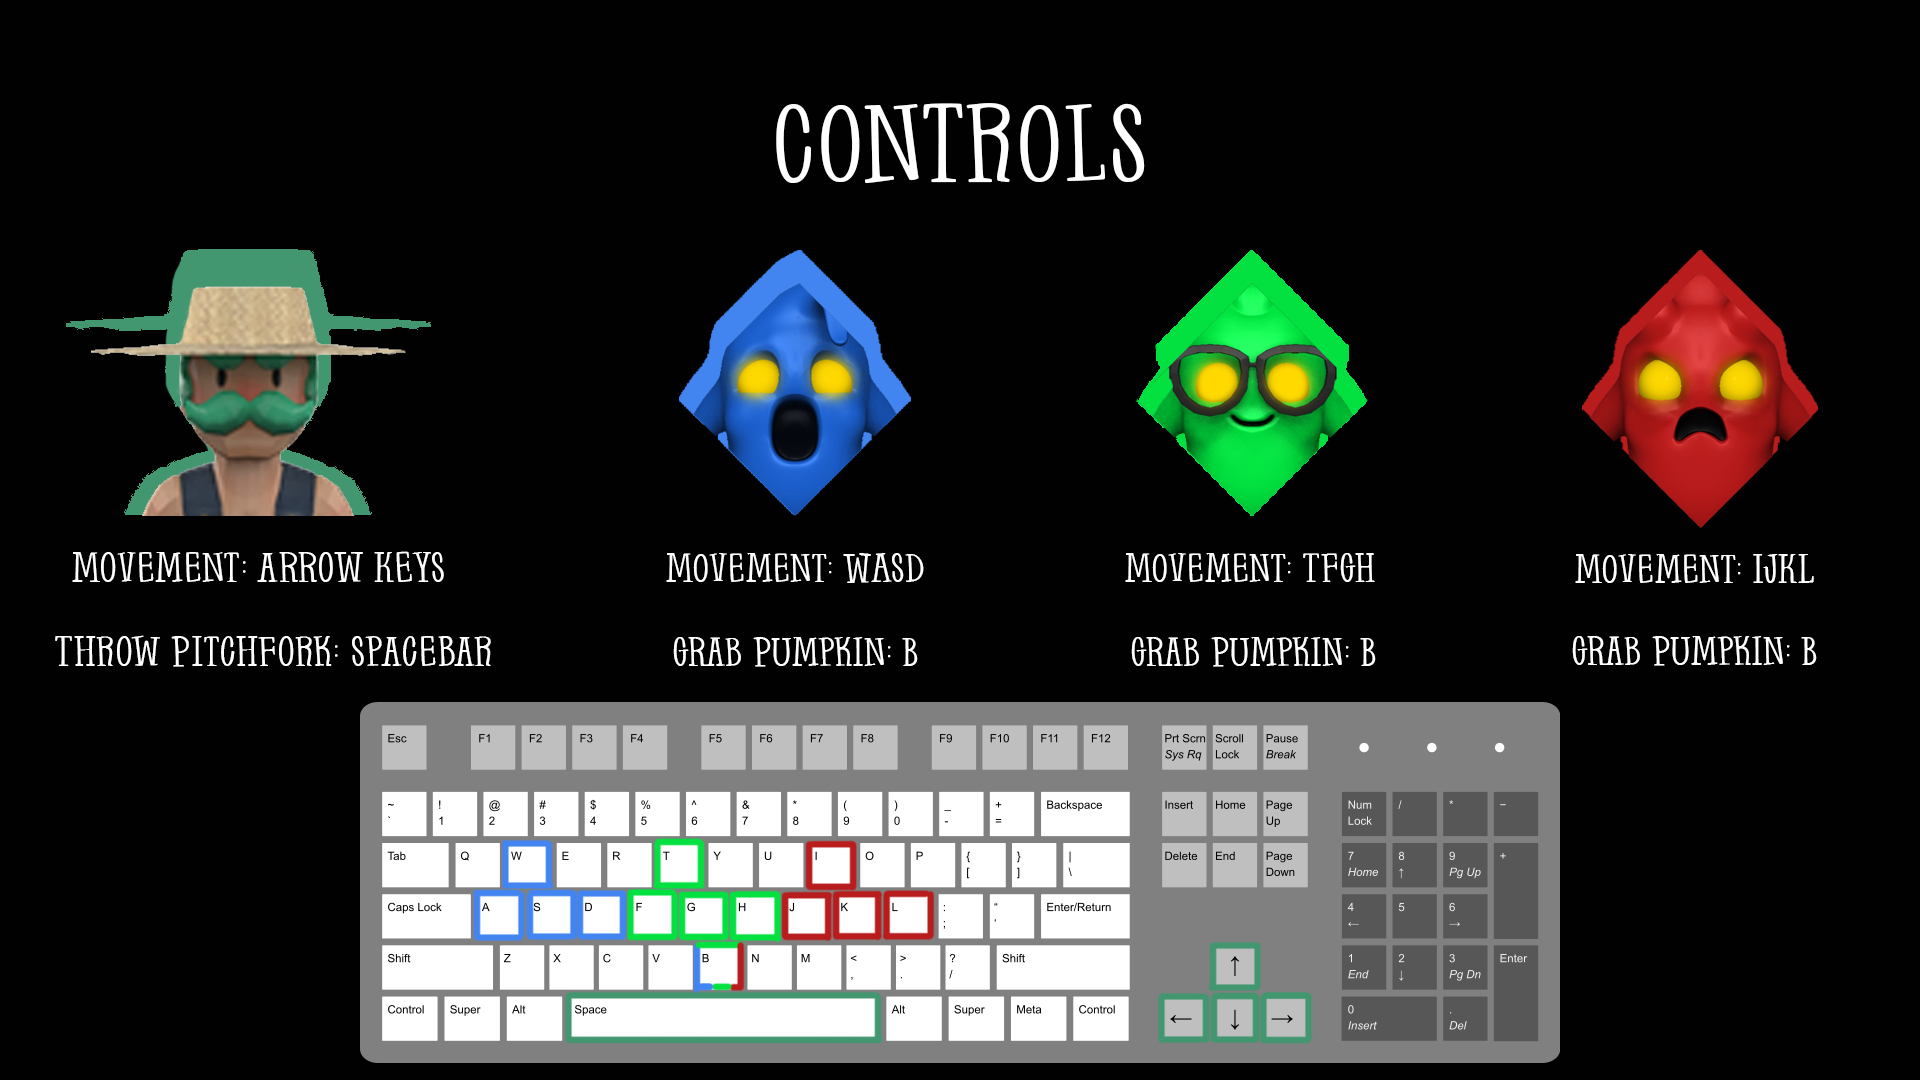 CONTROLS
MOVEMENT: ARROW KEYS
THROW PITCHFORK: SPACEBAR
MOVEMENT: WASD
GRAB PUMPKIN: B
MOVEMENT: TFGH
GRAB PUMPKIN: B
MOVEMENT: IJKL
GRAB PUMPKIN: B
Esc F1 F2 F3 F4 F5 F6 F7 F8 F9 F10 F11 F12 Prt Scrn Scroll Pause
Sys Rq Lock Break
~ ! @ # $ % ^ & * ( ) _ + Backspace Insert Home Page Num / * −
` 1 2 3 4 5 6 7 8 9 0 - = Up Lock
Tab Q W E R T Y U I O P { } | Delete End Page 7 8 9 +
[ ] \ Down Home ↑ Pg Up
Caps Lock A S D F G H J K L : " Enter/Return 4 5 6
; ' ← →
Shift Z X C V B N M < > ? Shift ↑ 1 2 3 Enter
, . / End ↓ Pg Dn
Control Super Alt Space Alt Super Meta Control ← ↓ → 0 .
Insert Del